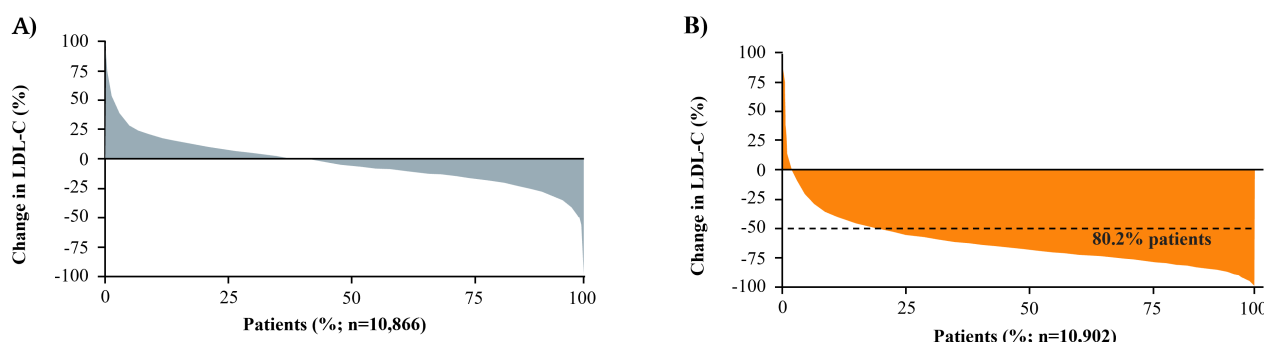 A)
Change in LDL-C (%)
100
75
50
25
0
-25
-50
-75
-100
0 25 50 75 100
Patients (%; n=10,866)
B)
Change in LDL-C (%)
100
75
50
25
0
-25
-50
-75
-100
80.2% patients
0 25 50 75 100
Patients (%; n=10,902)